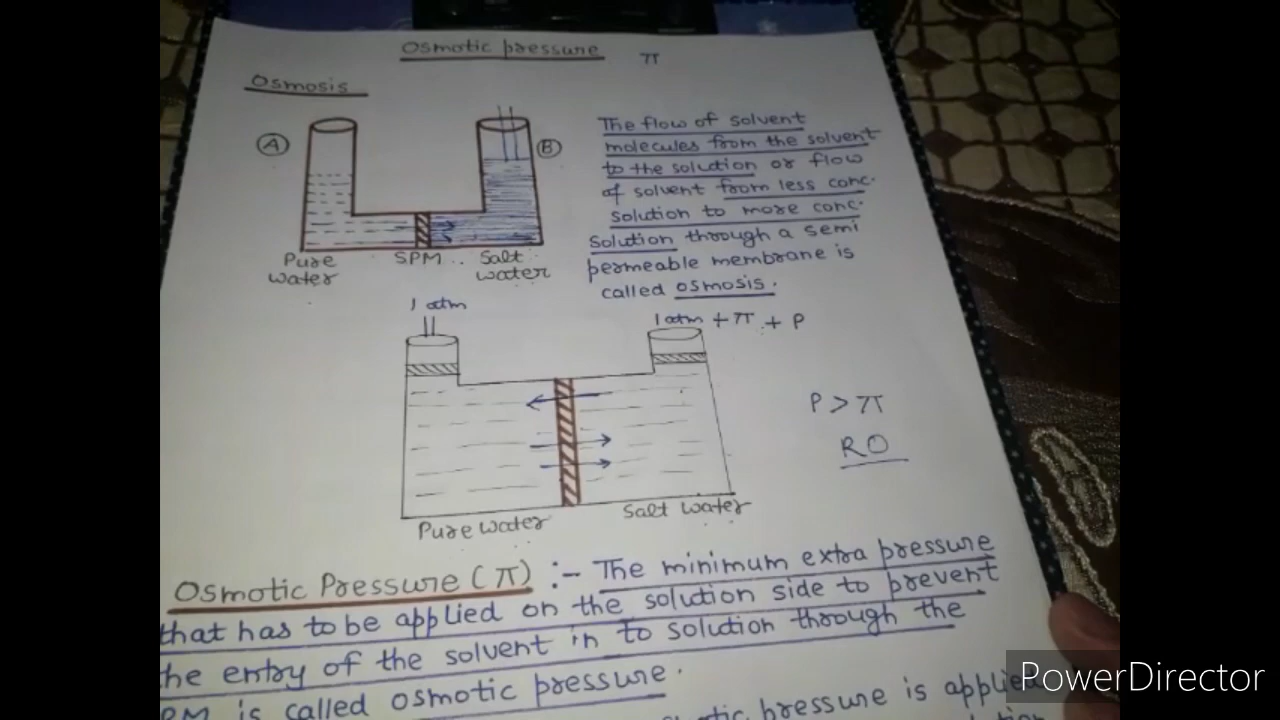 Osmotic pressure π
Osmosis
A
B
Pure water
SPM
Salt water
The flow of solvent
molecules from the solvent
to the solution or flow
of solvent from less conc.
solution to more conc.
solution through a semi
permeable membrane is
called osmosis.
1 atm
1 atm + π + P
P > π
RO
Pure water
Salt water
Osmotic Pressure (π) :- The minimum extra pressure
that has to be applied on the solution side to prevent
the entry of the solvent in to solution through the
is called osmotic pressure.
pressure is applied
PowerDirector